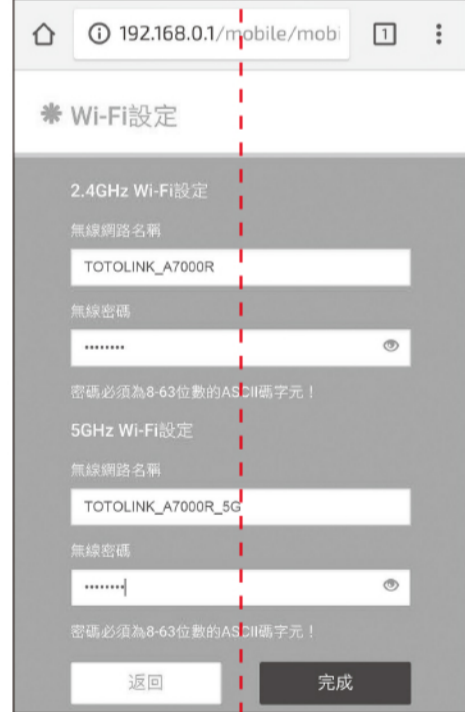 192.168.0.1/mobile/mobi
1
Wi-Fi設定
2.4GHz Wi-Fi設定
無線網路名稱
TOTOLINK_A7000R
無線密碼
········
密碼必須為8-63位數的ASCII碼字元！
5GHz Wi-Fi設定
無線網路名稱
TOTOLINK_A7000R_5G
無線密碼
········
密碼必須為8-63位數的ASCII碼字元！
返回 完成